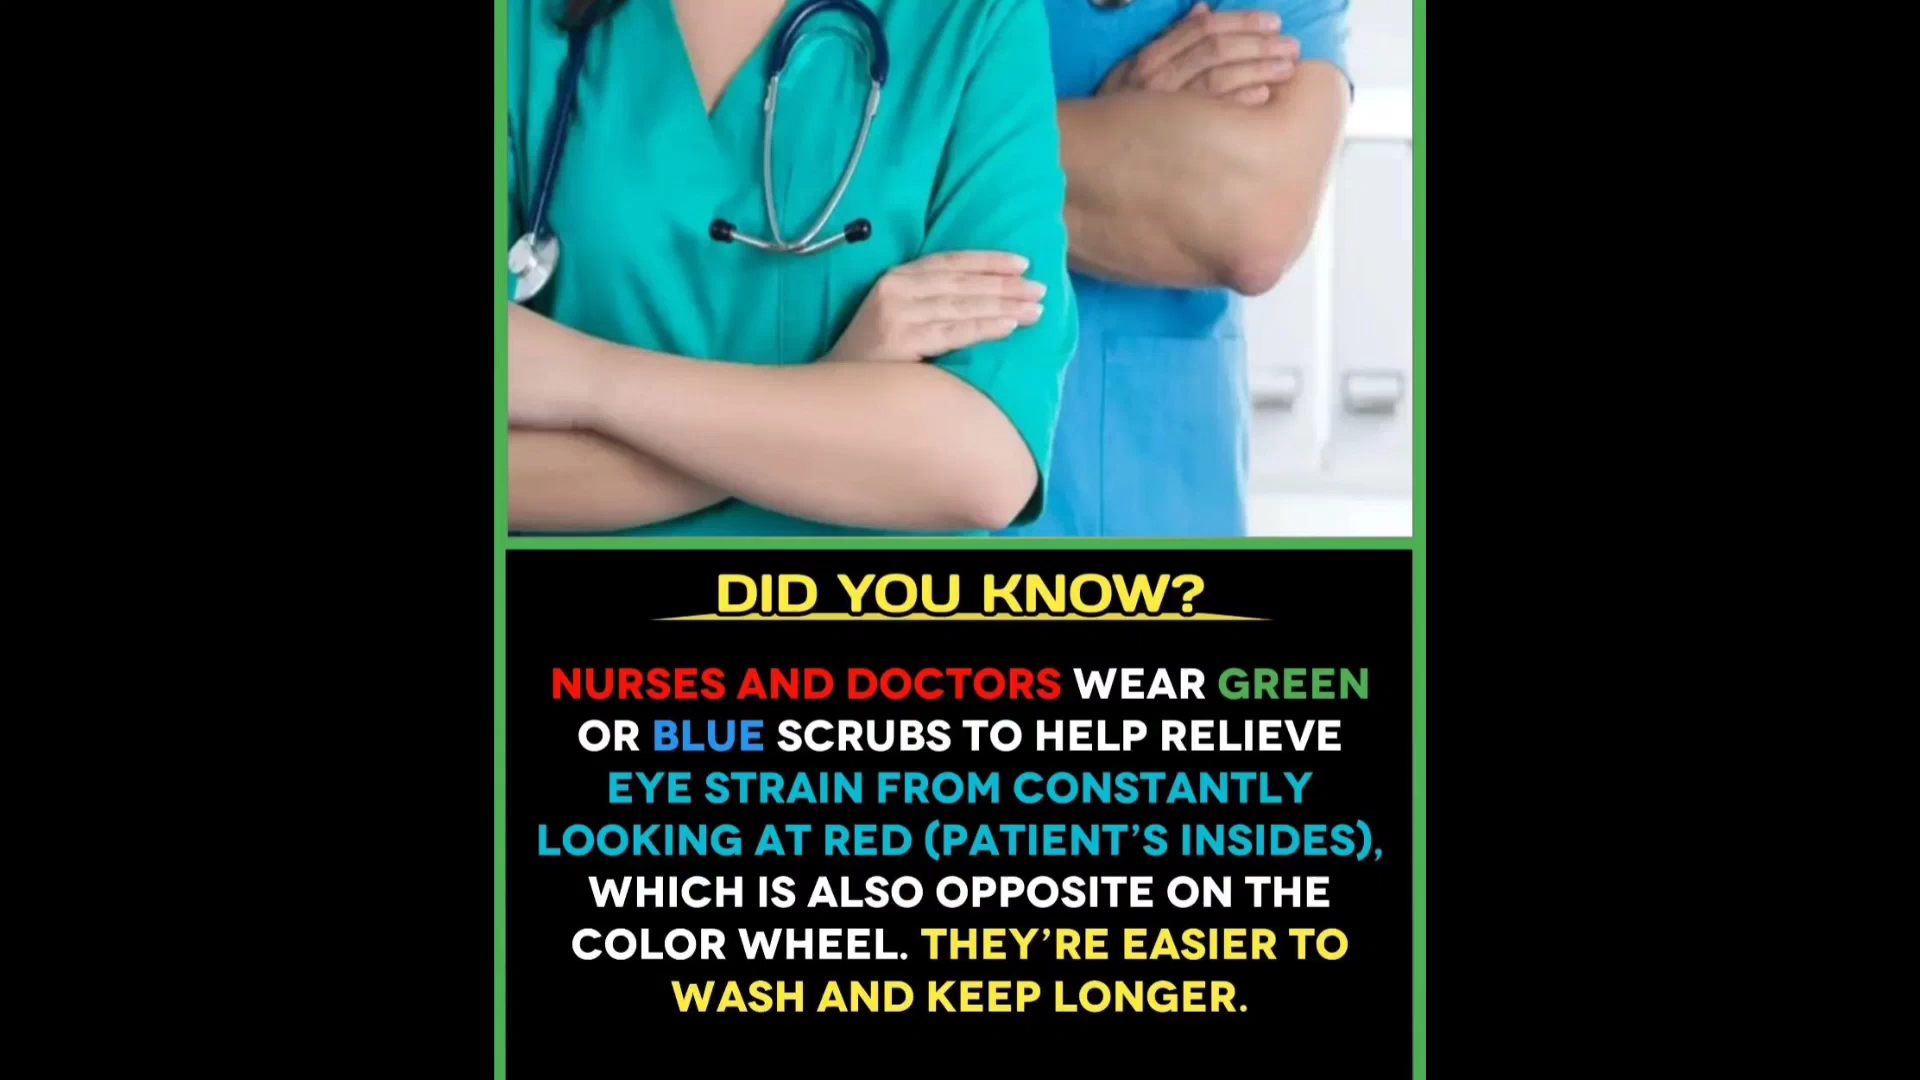 DID YOU KNOW?
NURSES AND DOCTORS WEAR GREEN
OR BLUE SCRUBS TO HELP RELIEVE
EYE STRAIN FROM CONSTANTLY
LOOKING AT RED (PATIENT'S INSIDES),
WHICH IS ALSO OPPOSITE ON THE
COLOR WHEEL. THEY'RE EASIER TO
WASH AND KEEP LONGER.